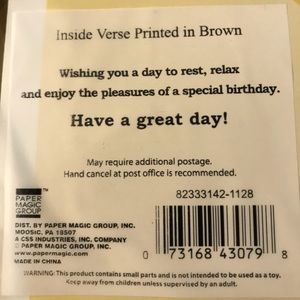 Inside Verse Printed in Brown
Wishing you a day to rest, relax
and enjoy the pleasures of a special birthday.
Have a great day!
May require additional postage.
Hand cancel at post office is recommended.
PAPER
MAGIC
GROUP
82333142-1128
DIST. BY PAPER MAGIC GROUP, INC.
MOOSIC, PA 18507
A CSS INDUSTRIES, INC. COMPANY
© PAPER MAGIC GROUP, INC.
www.papermagic.com
MADE IN CHINA
0 73168 43079 8
WARNING: This product contains small parts and is not intended to be used as a toy.
Keep away from children unless supervised by an adult.